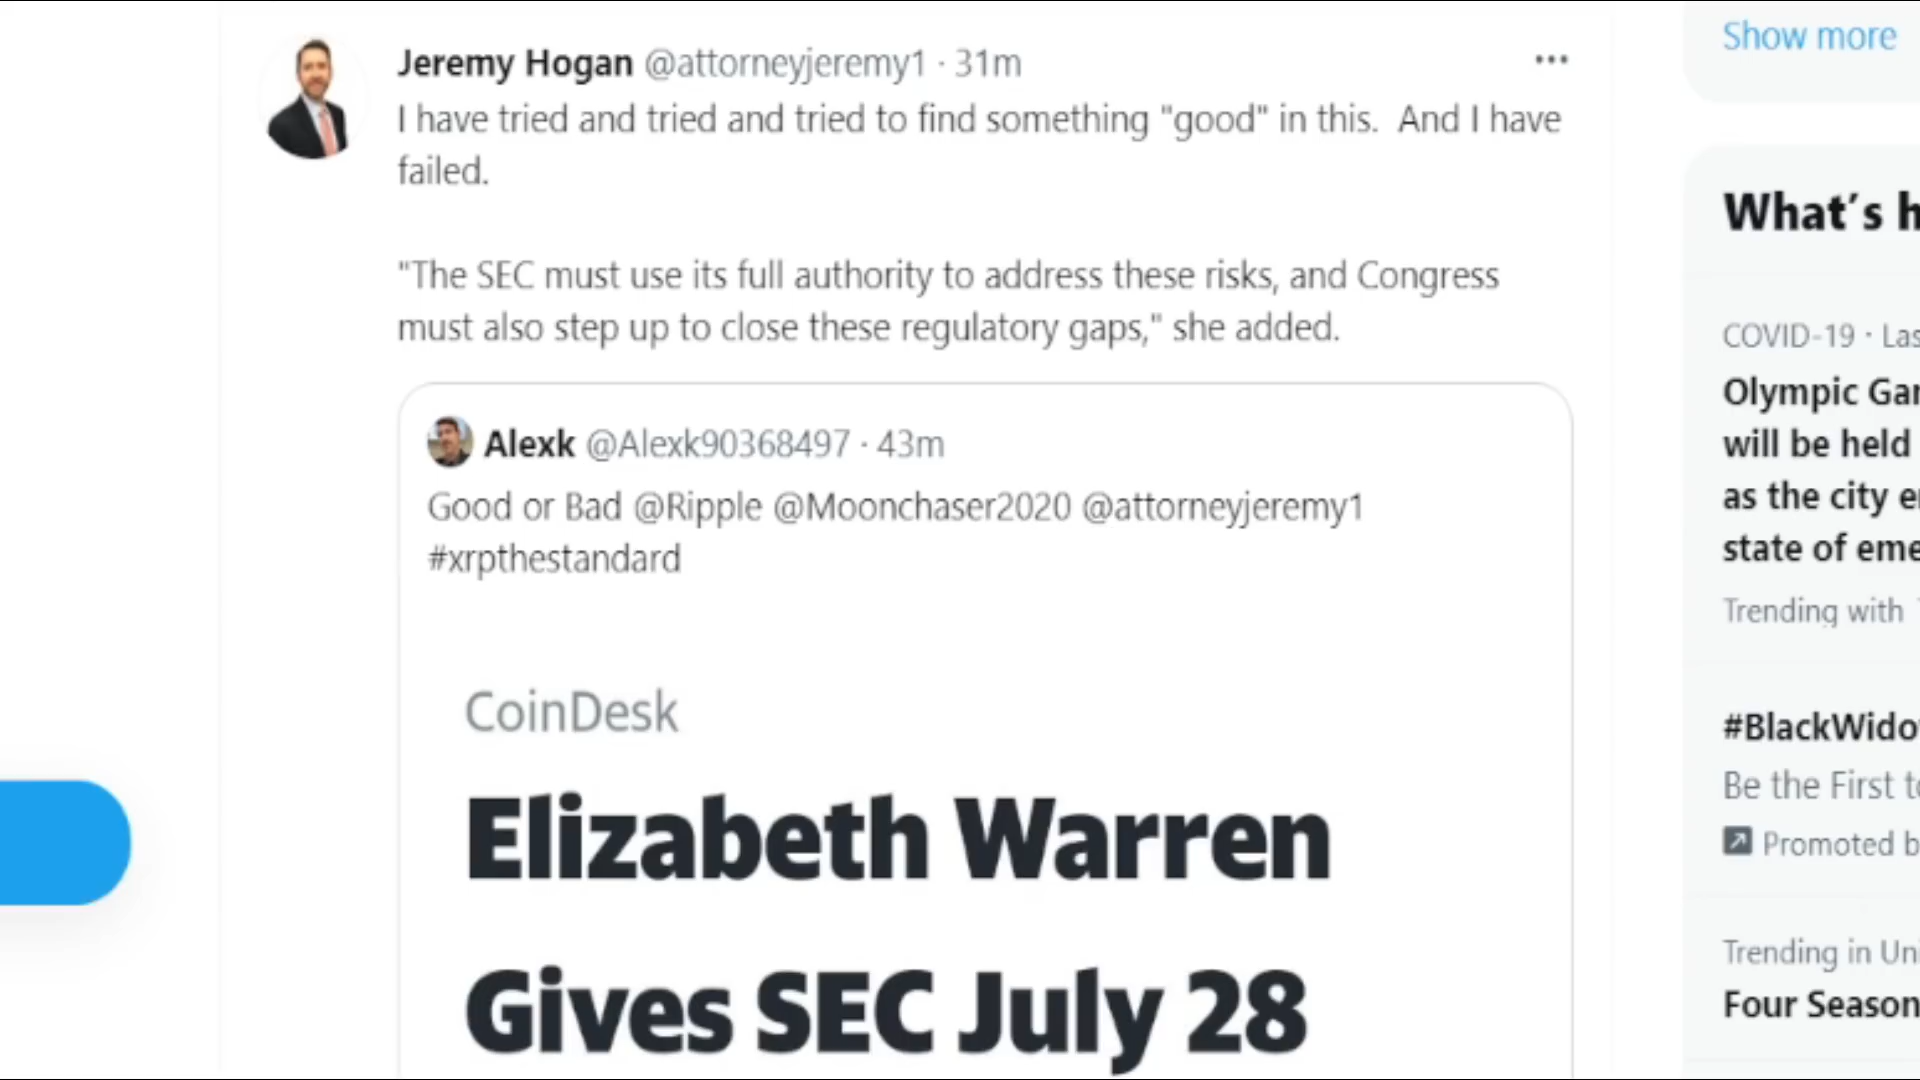 Jeremy Hogan @attorneyjeremy1 · 31m
I have tried and tried and tried to find something "good" in this. And I have
failed.
"The SEC must use its full authority to address these risks, and Congress
must also step up to close these regulatory gaps," she added.
Alexk @Alexk90368497 · 43m
Good or Bad @Ripple @Moonchaser2020 @attorneyjeremy1
#xrpthestandard
CoinDesk
Elizabeth Warren
Gives SEC July 28
Show more
What's h
COVID-19 · Las
Olympic Gar
will be held
as the city e
state of eme
Trending with
#BlackWido
Be the First to
Promoted b
Trending in Uni
Four Season